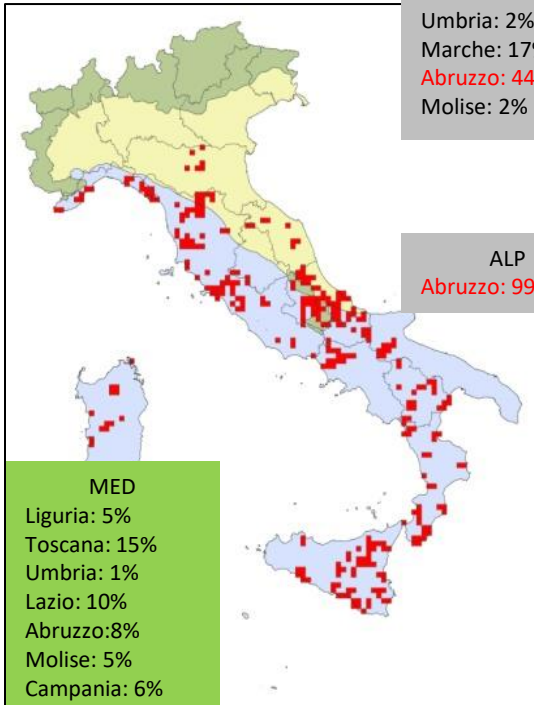 Umbria: 2%
Marche: 17%
Abruzzo: 44
Molise: 2%
ALP
Abruzzo: 99
MED
Liguria: 5%
Toscana: 15%
Umbria: 1%
Lazio: 10%
Abruzzo:8%
Molise: 5%
Campania: 6%